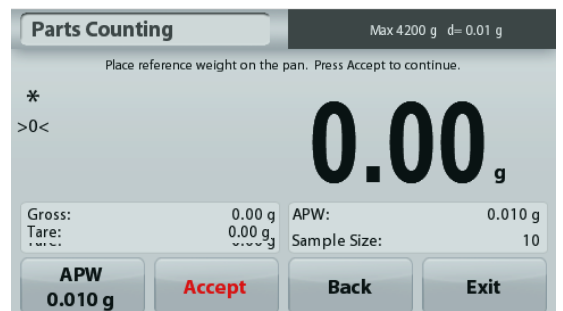 Parts Counting
Max 4200 g d= 0.01 g
Place reference weight on the pan. Press Accept to continue.
*
>0<
0.00 g
Gross: 0.00 g
Tare: 0.00 g
APW: 0.010 g
Sample Size: 10
APW
0.010 g
Accept
Back
Exit